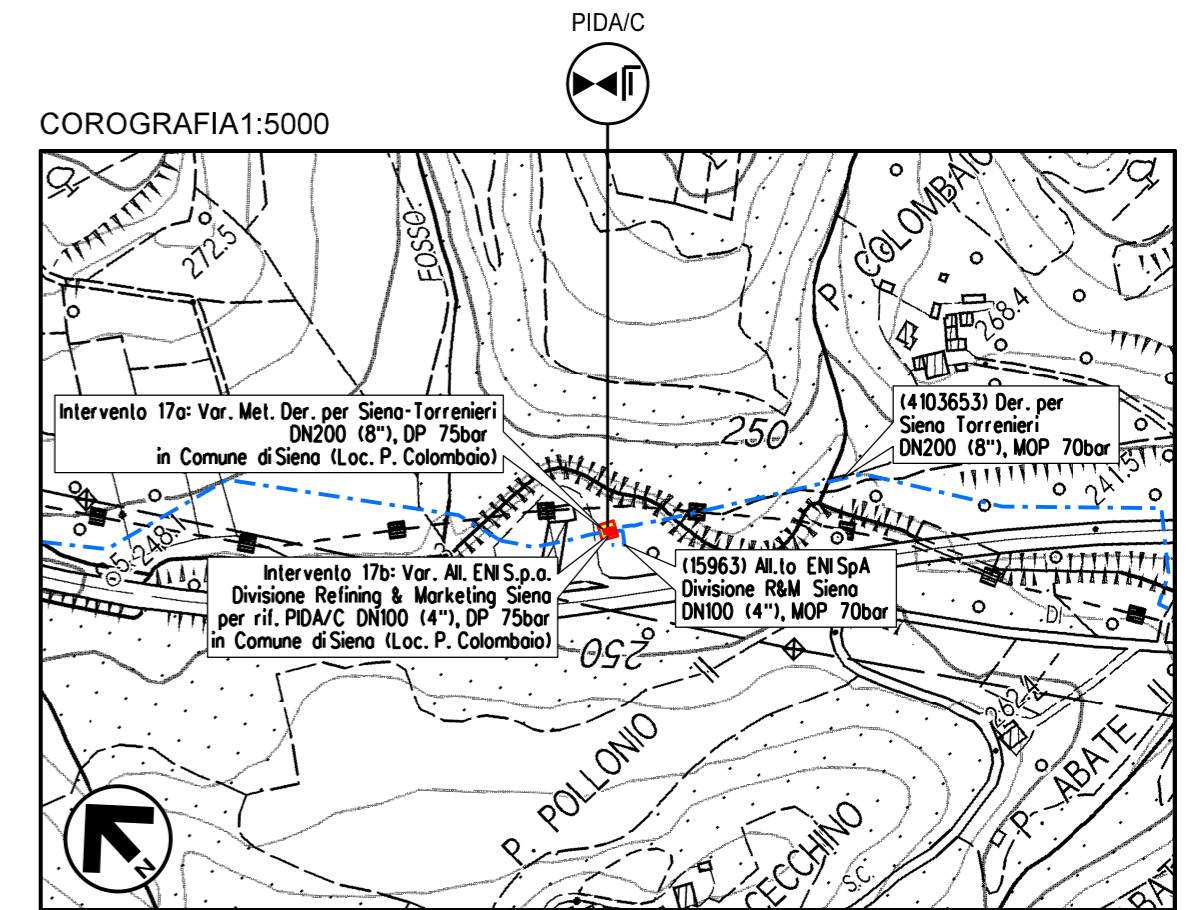 PIDA/C
COROGRAFIA1:5000
272.5
FOSSO
P. COLOMBAIO
268.4
Intervento 17a: Var. Met. Der. per Siena-Torrenieri
DN200 (8"), DP 75bar
in Comune di Siena (Loc. P. Colombaio)
250
(4103653) Der. per
Siena Torrenieri
DN200 (8"), MOP 70bar
241.5
248.1
Intervento 17b: Var. All. ENI S.p.a.
Divisione Refining & Marketing Siena
per rif. PIDA/C DN100 (4"), DP 75bar
in Comune di Siena (Loc. P. Colombaio)
(15963) All.to ENI SpA
Divisione R&M Siena
DN100 (4"), MOP 70bar
DI
250
262.4
P. POLLONIO
P. ABATE
CECCHINO
S.C.
N